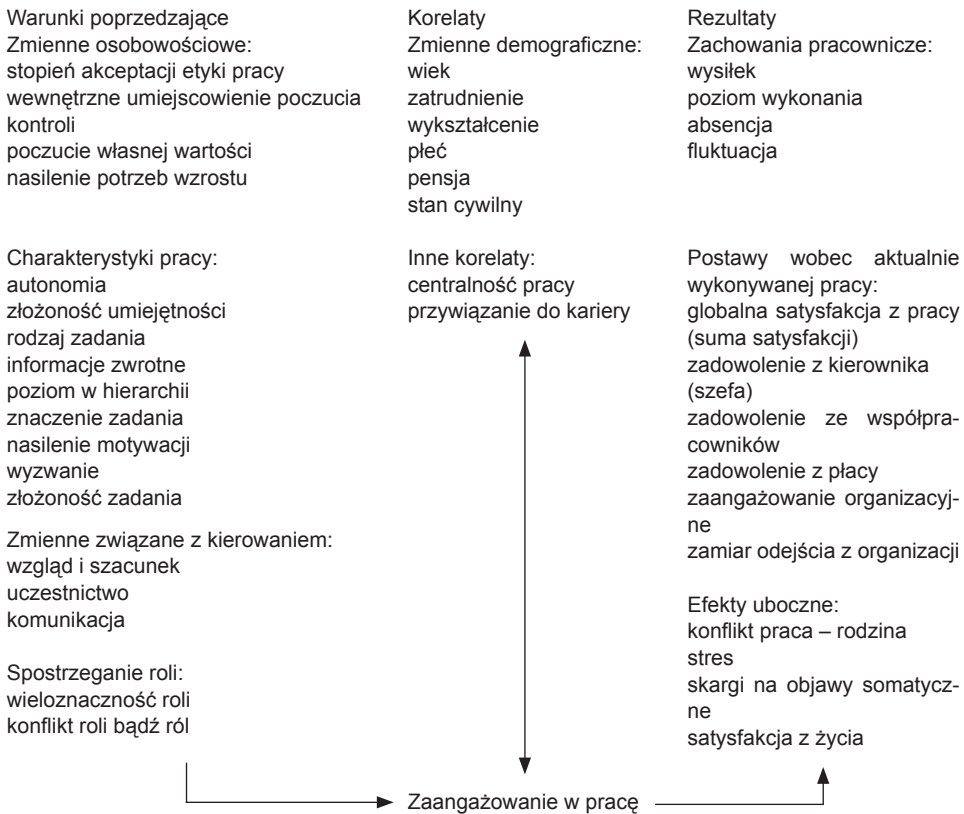 Warunki poprzedzające
Zmienne osobowościowe:
stopień akceptacji etyki pracy
wewnętrzne umiejscowienie poczucia
kontroli
poczucie własnej wartości
nasilenie potrzeb wzrostu
Charakterystyki pracy:
autonomia
złożoność umiejętności
rodzaj zadania
informacje zwrotne
poziom w hierarchii
znaczenie zadania
nasilenie motywacji
wyzwanie
złożoność zadania
Zmienne związane z kierowaniem:
wzgląd i szacunek
uczestnictwo
komunikacja
Spostrzeganie roli:
wieloznaczność roli
konflikt roli bądź ról
Korelaty
Zmienne demograficzne:
wiek
zatrudnienie
wykształcenie
płeć
pensja
stan cywilny
Inne korelaty:
centralność pracy
przywiązanie do kariery
Rezultaty
Zachowania pracownicze:
wysiłek
poziom wykonania
absencja
fluktuacja
Postawy wobec aktualnie
wykonywanej pracy:
globalna satysfakcja z pracy
(suma satysfakcji)
zadowolenie z kierownika
(szefa)
zadowolenie ze współpra-
cowników
zadowolenie z płacy
zaangażowanie organizacyj-
ne
zamiar odejścia z organizacji
Efekty uboczne:
konflikt praca – rodzina
stres
skargi na objawy somatycz-
ne
satysfakcja z życia
Zaangażowanie w pracę